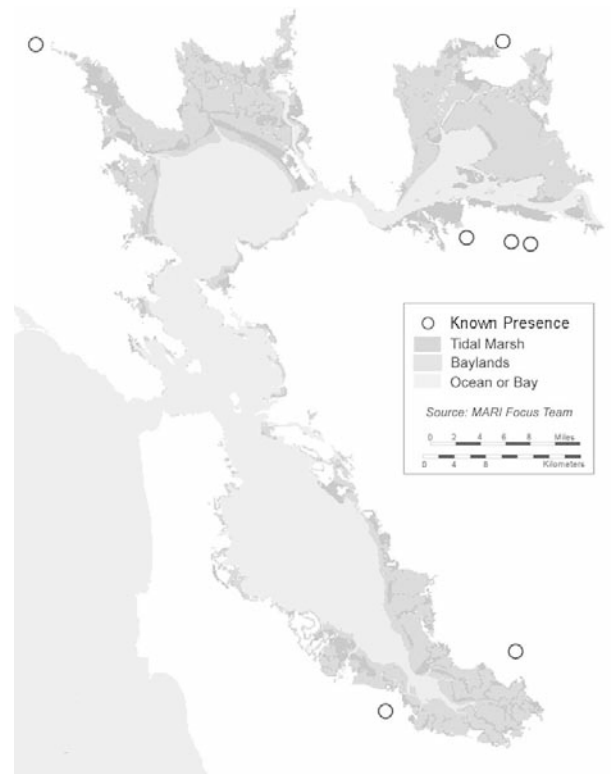 Known Presence
Tidal Marsh
Baylands
Ocean or Bay
Source: MARI Focus Team
0 2 4 6 8 Miles
0 4 8 Kilometers